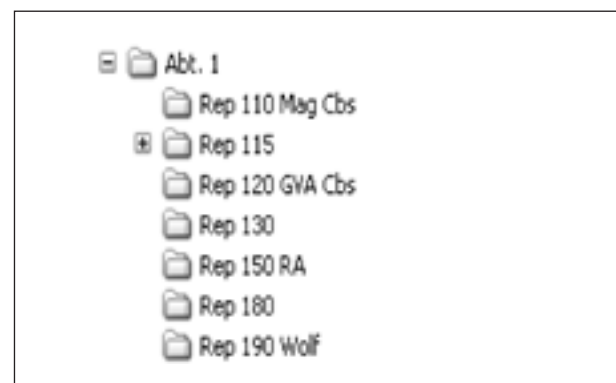 Abt. 1
Rep 110 Mag Cbs
Rep 115
Rep 120 GVA Cbs
Rep 130
Rep 150 RA
Rep 180
Rep 190 Wolf